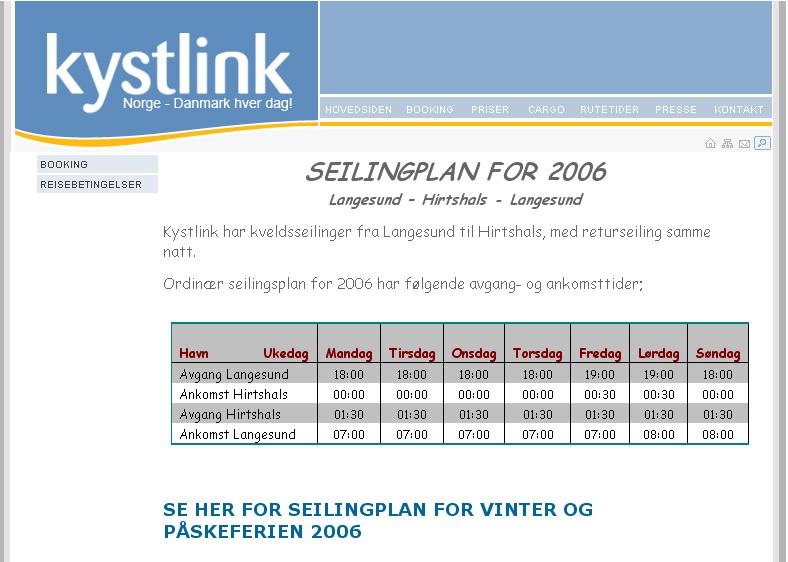 kystlink
Norge - Danmark hver dag!
HOVEDSIDEN BOOKING PRISER CARGO RUTETIDER PRESSE KONTAKT
BOOKING
REISEBETINGELSER
SEILINGPLAN FOR 2006
Langesund - Hirtshals - Langesund
Kystlink har kveldsseilinger fra Langesund til Hirtshals, med returseiling samme
natt.
Ordinær seilingsplan for 2006 har følgende avgang- og ankomsttider;
Havn Ukedag Mandag Tirsdag Onsdag Torsdag Fredag Lørdag Søndag
Avgang Langesund 18:00 18:00 18:00 18:00 19:00 19:00 18:00
Ankomst Hirtshals 00:00 00:00 00:00 00:00 00:30 00:30 00:00
Avgang Hirtshals 01:30 01:30 01:30 01:30 01:30 01:30 01:30
Ankomst Langesund 07:00 07:00 07:00 07:00 07:00 08:00 08:00
SE HER FOR SEILINGPLAN FOR VINTER OG
PÅSKEFERIEN 2006